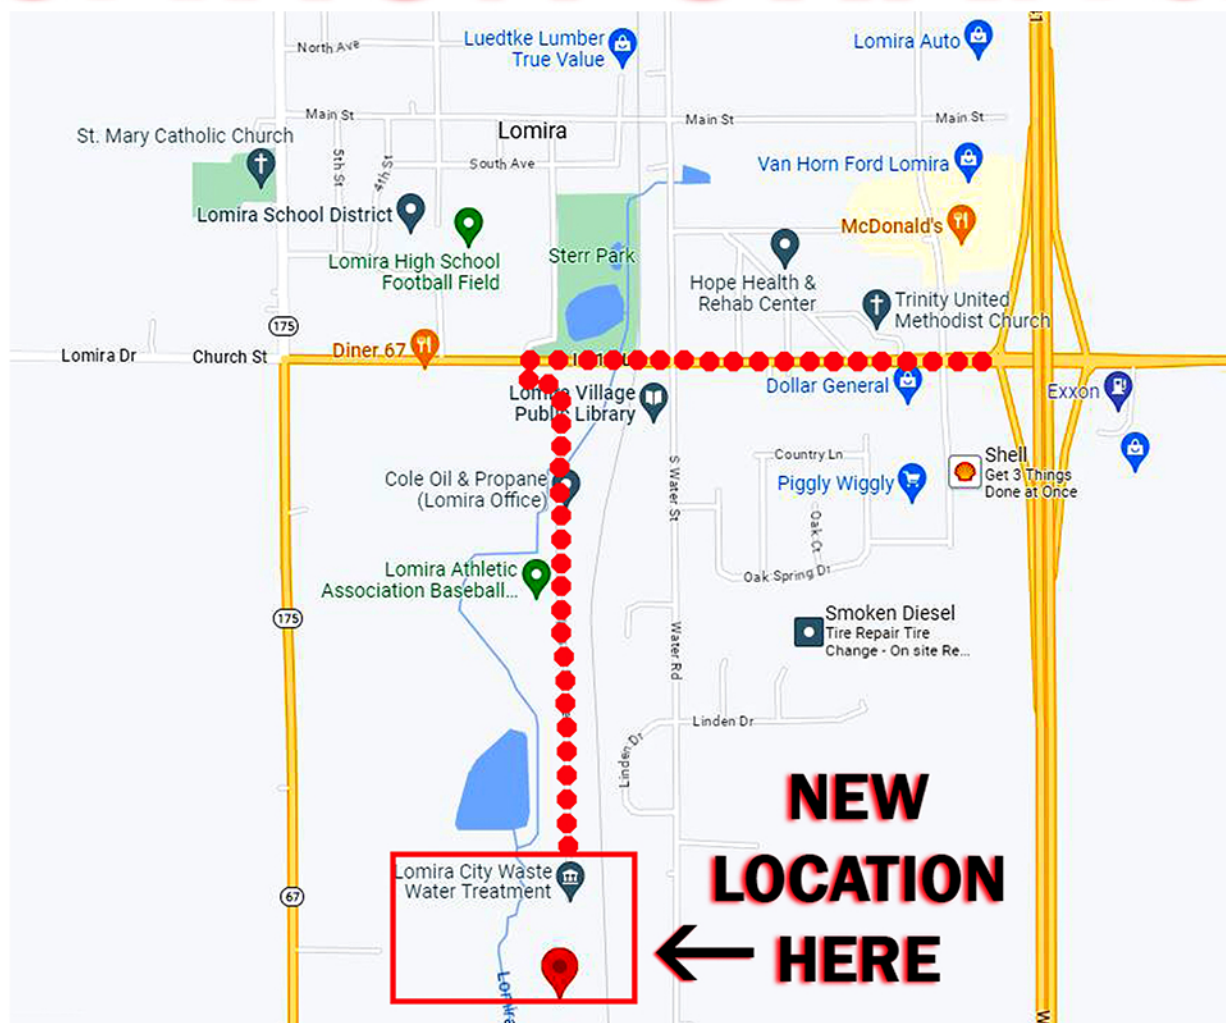 North Ave
Luedtke Lumber
True Value
Lomira Auto
Main St
Main St
Main St
St. Mary Catholic Church
Lomira
5th St
4th St
South Ave
Van Horn Ford Lomira
Lomira School District
McDonald's
Lomira High School
Football Field
Sterr Park
Hope Health &
Rehab Center
Trinity United
Methodist Church
175
Lomira Dr
Church St
Diner 67
Lomira Village
Public Library
Dollar General
Exxon
S Water St
Country Ln
Shell
Get 3 Things
Done at Once
Cole Oil & Propane
(Lomira Office)
Piggly Wiggly
Oak Ct
Lomira Athletic
Association Baseball...
Oak Spring Dr
175
Smoken Diesel
Tire Repair Tire
Change - On site Re...
Water Rd
Linden Dr
Linden Dr
NEW
LOCATION
HERE
Lomira City Waste
Water Treatment
67